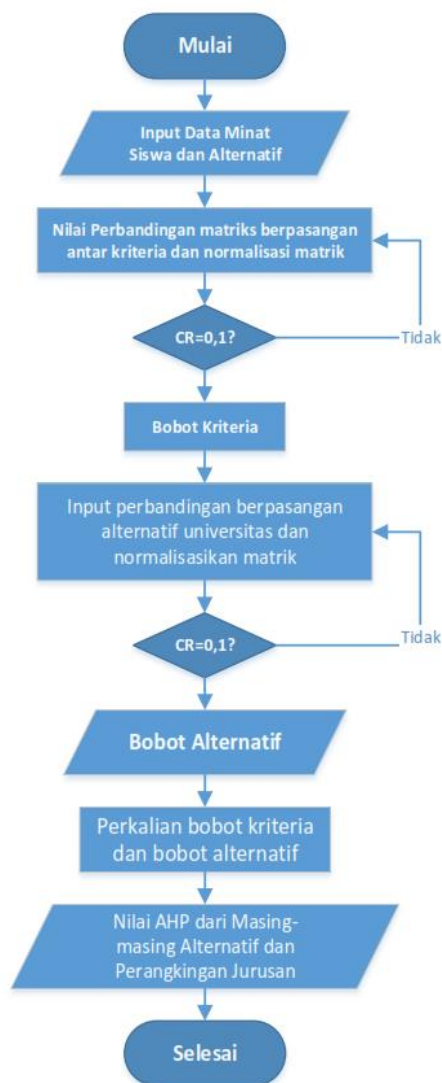 Mulai
Input Data Minat
Siswa dan Alternatif
Nilai Perbandingan matriks berpasangan
antar kriteria dan normalisasi matrik
CR=0,1?
Tidak
Bobot Kriteria
Input perbandingan berpasangan
alternatif universitas dan
normalisasikan matrik
CR=0,1?
Tidak
Bobot Alternatif
Perkalian bobot kriteria
dan bobot alternatif
Nilai AHP dari Masing-
masing Alternatif dan
Perangkingan Jurusan
Selesai